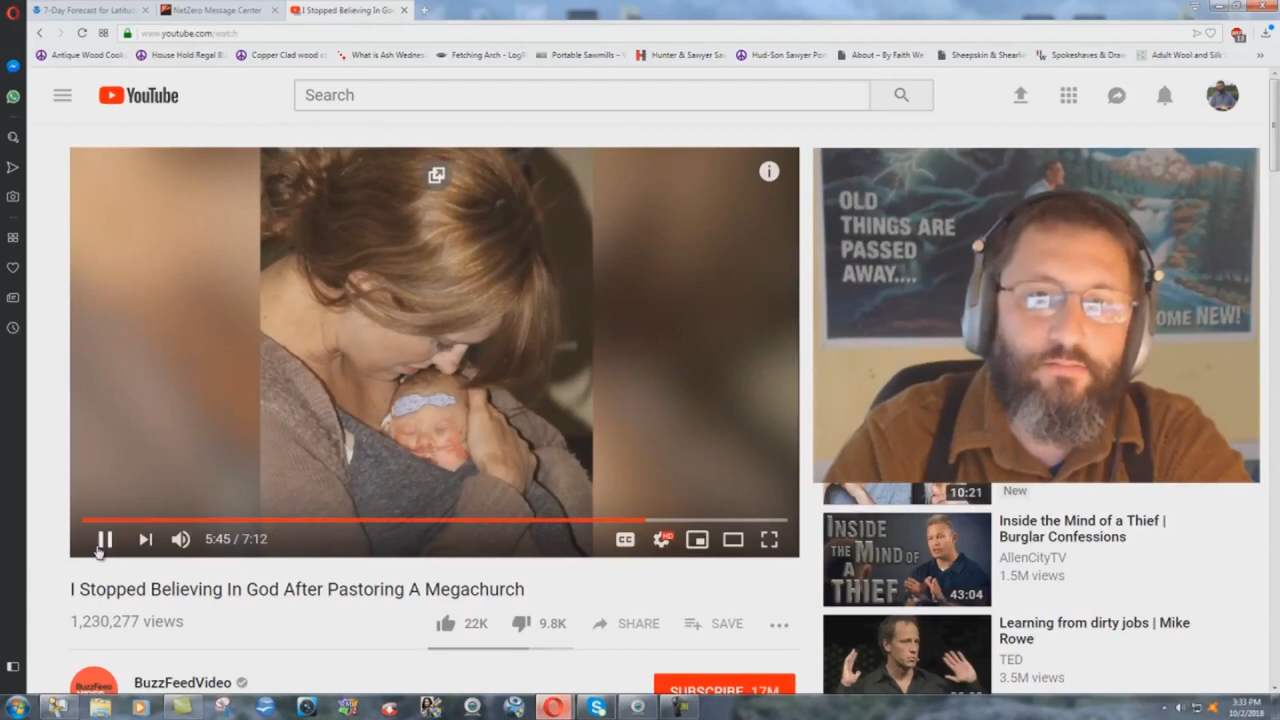 7-Day Forecast for Latitud
NetZero Message Center
I Stopped Believing In Go
www.youtube.com/watch
Antique Wood Cook
House Hold Regal Bl
Copper Clad wood c
What is Ash Wednes
Fetching Arch - Log
Portable Sawmills –
Hunter & Sawyer Sa
Hud-Son Sawyer Por
About – By Faith We
Sheepskin & Shearli
Spokeshaves & Dra
Adult Wool and Silk
YouTube
Search
OLD
THINGS ARE
PASSED
AWAY....
OME NEW!
5:45 / 7:12
CC
HD
I Stopped Believing In God After Pastoring A Megachurch
1,230,277 views
22K
9.8K
SHARE
SAVE
BuzzFeed
BuzzFeedVideo
SUBSCRIBE 17M
10:21
New
INSIDE
THE MIND OF
A
THIEF
43:04
Inside the Mind of a Thief |
Burglar Confessions
AllenCityTV
1.5M views
Learning from dirty jobs | Mike
Rowe
TED
3.5M views
3:33 PM
10/2/2018